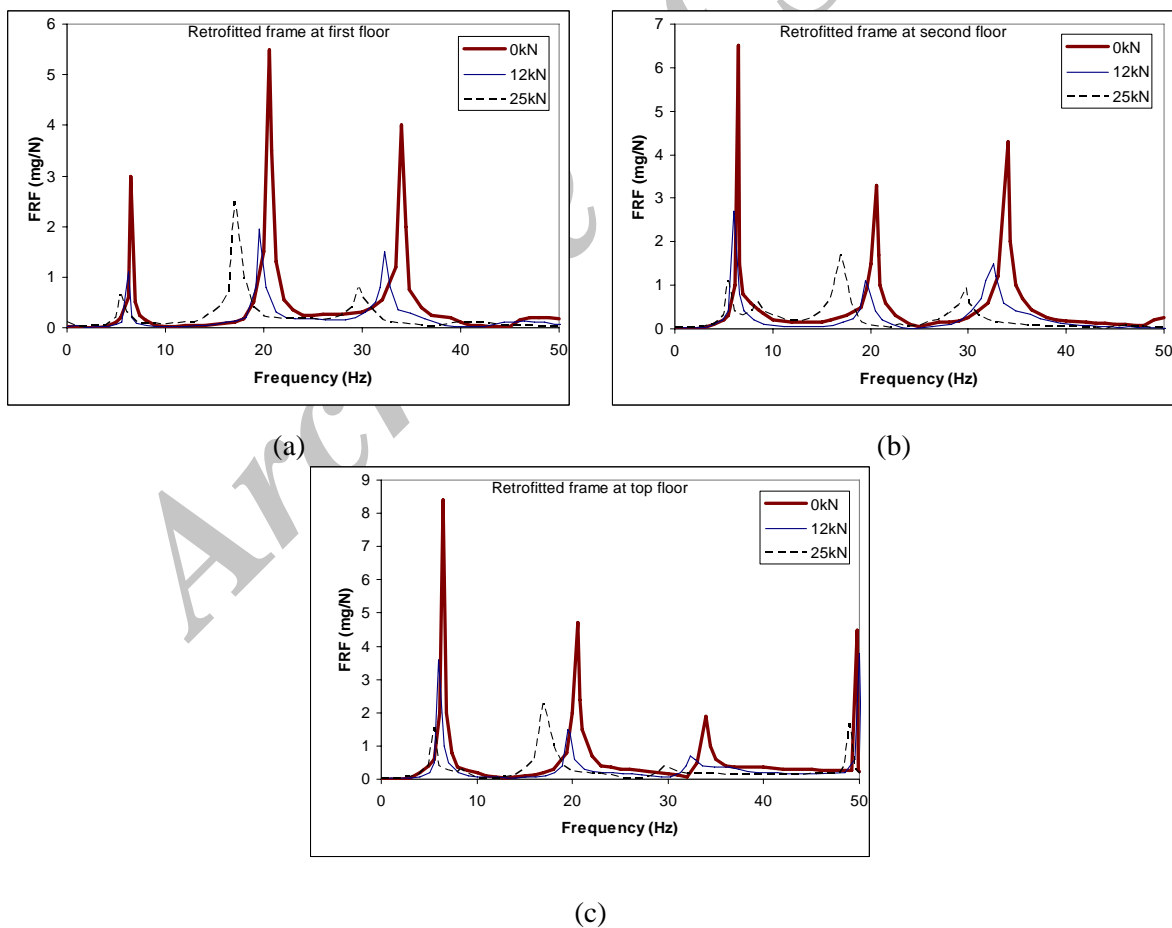 Retrofitted frame at first floor
6
5
4
3
2
1
0
FRF (mg/N)
0 10 20 30 40 50
Frequency (Hz)
0kN
12kN
25kN
(a)
Retrofitted frame at second floor
7
6
5
4
3
2
1
0
FRF (mg/N)
0 10 20 30 40 50
Frequency (Hz)
0kN
12kN
25kN
(b)
Retrofitted frame at top floor
9
8
7
6
5
4
3
2
1
0
FRF (mg/N)
0 10 20 30 40 50
Frequency (Hz)
0kN
12kN
25kN
(c)